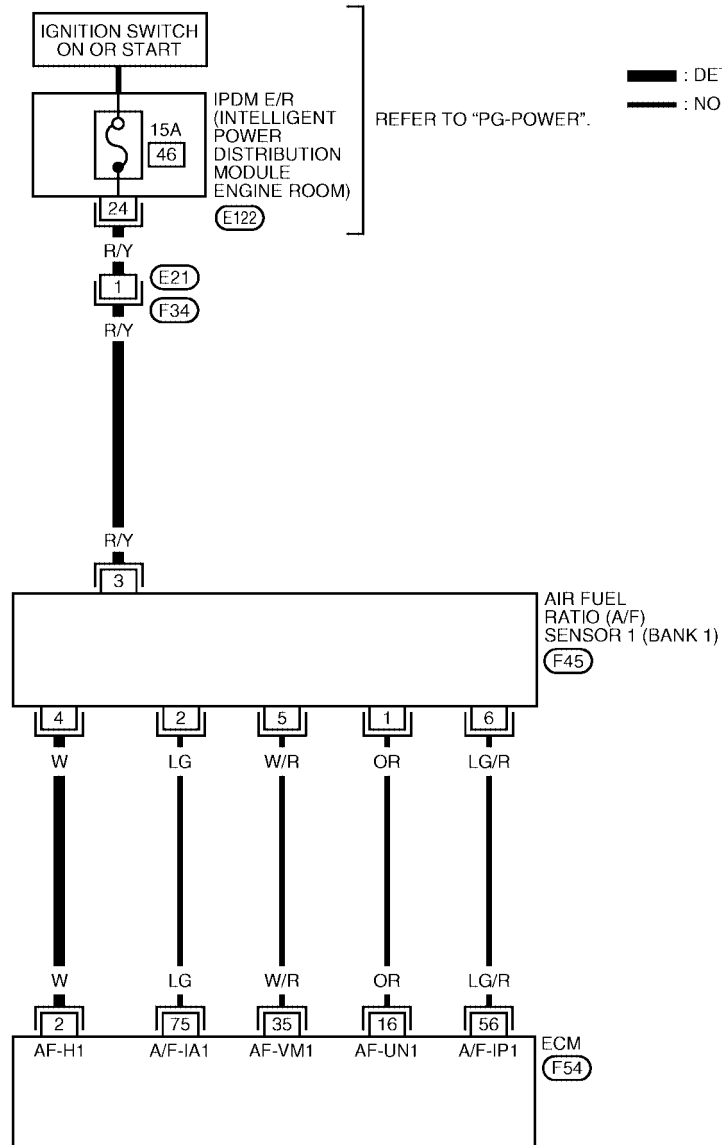 IGNITION SWITCH
ON OR START
IPDM E/R
(INTELLIGENT
POWER
DISTRIBUTION
MODULE
ENGINE ROOM)
15A
46
E122
REFER TO "PG-POWER".
: DE
: NO
24
R/Y
1
E21
F34
R/Y
R/Y
3
AIR FUEL
RATIO (A/F)
SENSOR 1 (BANK 1)
F45
4 2 5 1 6
W LG W/R OR LG/R
W LG W/R OR LG/R
2 75 35 16 56
AF-H1 A/F-IA1 AF-VM1 AF-UN1 A/F-IP1
ECM
F54